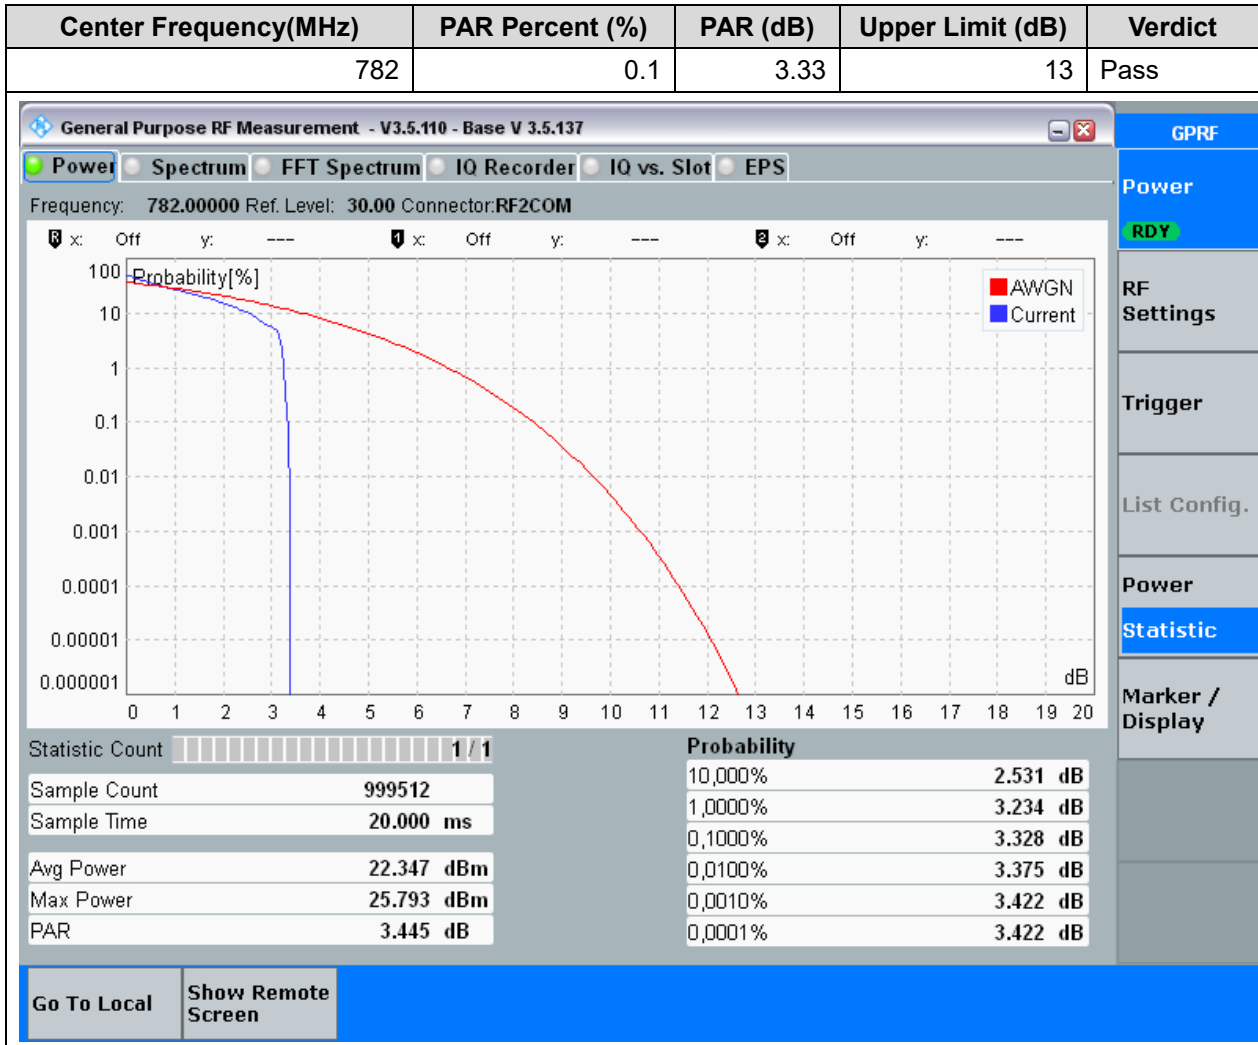 Center Frequency(MHz) PAR Percent (%) PAR (dB) Upper Limit (dB) Verdict
782 0.1 3.33 13 Pass
General Purpose RF Measurement - V3.5.110 - Base V 3.5.137
GPRF
Power Spectrum FFT Spectrum IQ Recorder IQ vs. Slot EPS
Frequency: 782.00000 Ref. Level: 30.00 Connector:RF2COM
R x: Off y: --- 1 x: Off y: --- 2 x: Off y: ---
Power
RDY
RF
Settings
Trigger
List Config.
Power
Statistic
Marker /
Display
Probability[%]
AWGN
Current
100
10
1
0.1
0.01
0.001
0.0001
0.00001
0.000001
dB
0 1 2 3 4 5 6 7 8 9 10 11 12 13 14 15 16 17 18 19 20
Statistic Count 1 / 1
Sample Count 999512
Sample Time 20.000 ms
Avg Power 22.347 dBm
Max Power 25.793 dBm
PAR 3.445 dB
Probability
10,000% 2.531 dB
1,0000% 3.234 dB
0,1000% 3.328 dB
0,0100% 3.375 dB
0,0010% 3.422 dB
0,0001% 3.422 dB
Go To Local
Show Remote
Screen